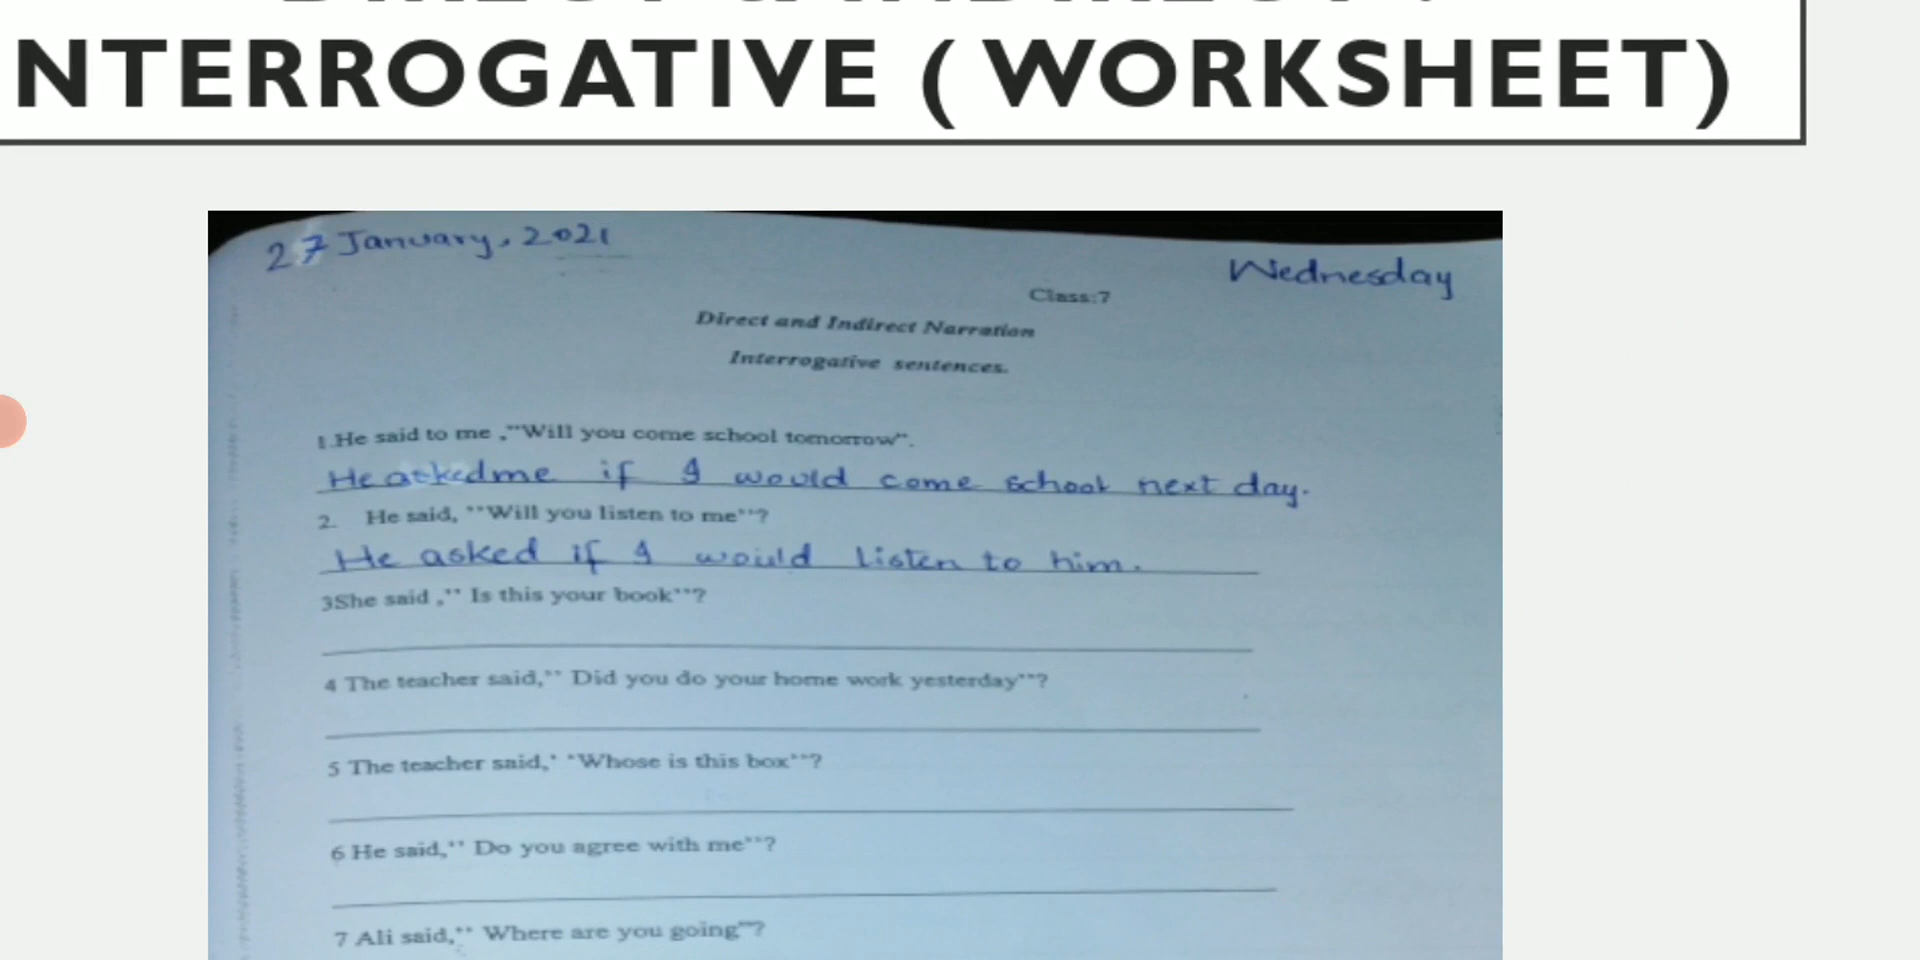 NTERROGATIVE ( WORKSHEET)
27 January, 2021
Wednesday
Class:7
Direct and Indirect Narration
Interrogative sentences.
1.He said to me ,"Will you come school tomorrow".
He asked me if I would come school next day.
2. He said, "Will you listen to me"?
He asked if I would listen to him.
3She said ," Is this your book"?
4 The teacher said," Did you do your home work yesterday"?
5 The teacher said,' 'Whose is this box"?
6 He said," Do you agree with me"?
7 Ali said," Where are you going"?